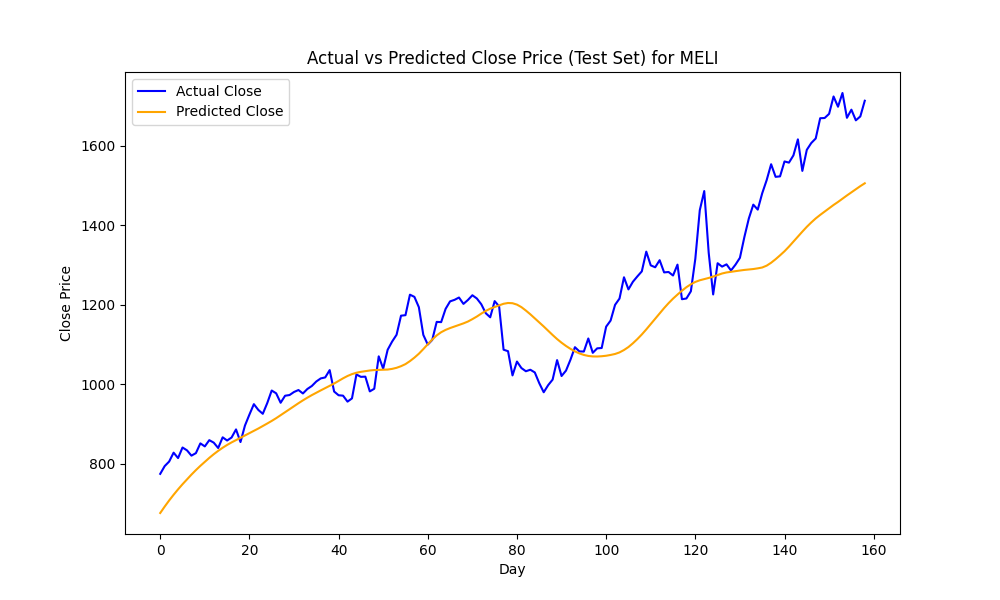 Actual vs Predicted Close Price (Test Set) for MELI
Actual Close
Predicted Close
Close Price
1600
1400
1200
1000
800
0 20 40 60 80 100 120 140 160
Day